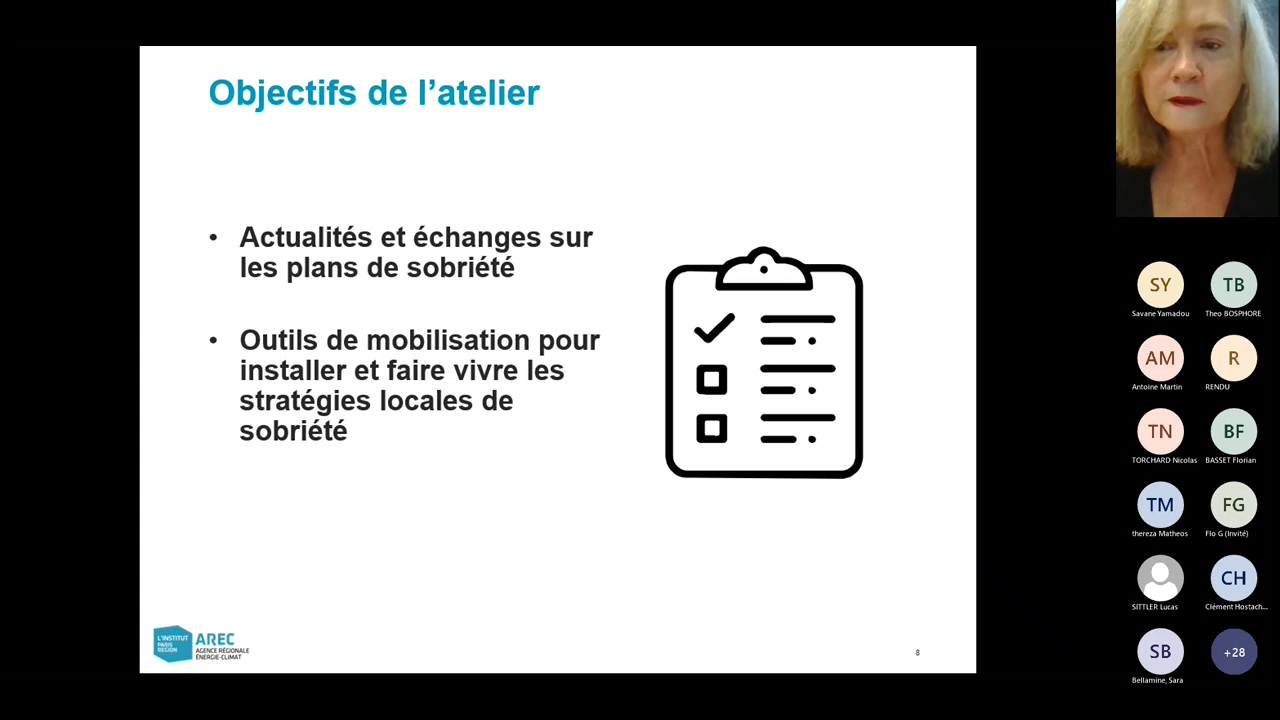 Objectifs de l’atelier
• Actualités et échanges sur
les plans de sobriété
• Outils de mobilisation pour
installer et faire vivre les
stratégies locales de
sobriété
L'INSTITUT
PARIS
REGION
AREC
AGENCE RÉGIONALE
ÉNERGIE-CLIMAT
8
SY
Savane Yamadou
TB
Theo BOSPHORE
AM
Antoine Martin
R
RENDU
TN
TORCHARD Nicolas
BF
BASSET Florian
TM
thereza Matheos
FG
Flo G (Invité)
SITTLER Lucas
CH
Clément Hostach...
SB
Bellamine, Sara
+28